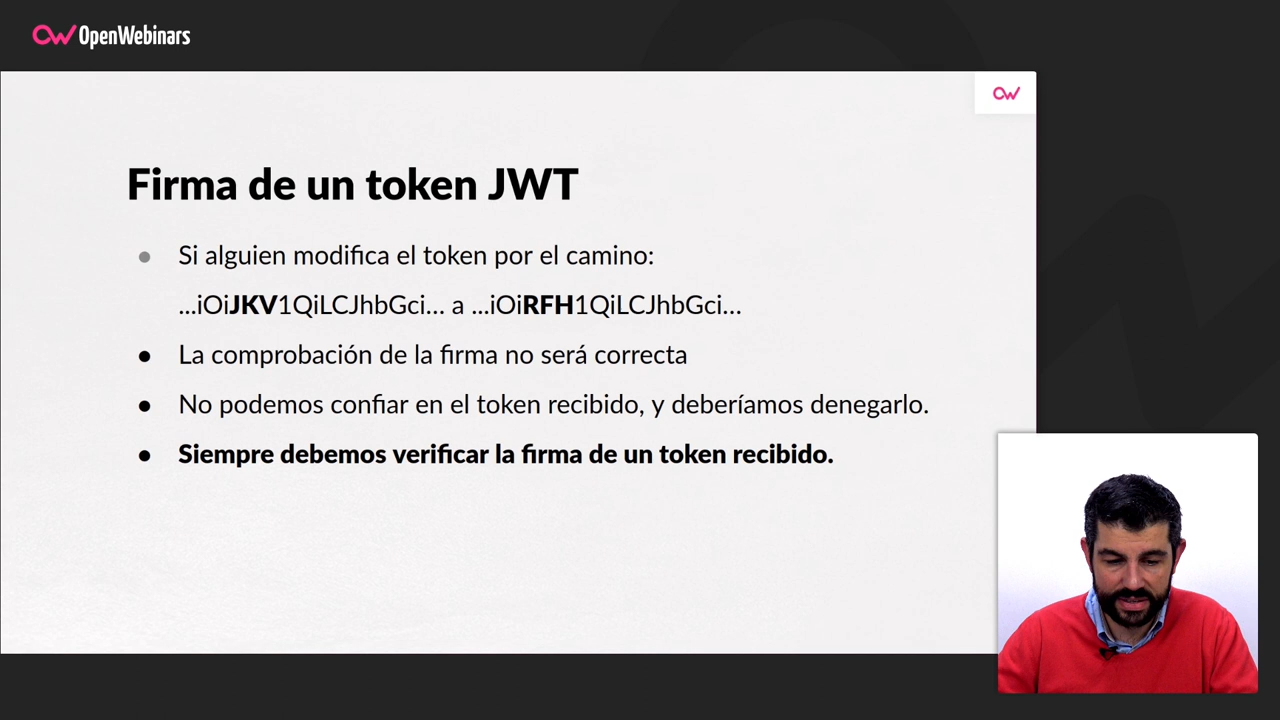 OpenWebinars
Firma de un token JWT
● Si alguien modifica el token por el camino:
...iOiJKV1QiLCJhbGci... a ...iOiRFH1QiLCJhbGci...
● La comprobación de la firma no será correcta
● No podemos confiar en el token recibido, y deberíamos denegarlo.
● Siempre debemos verificar la firma de un token recibido.